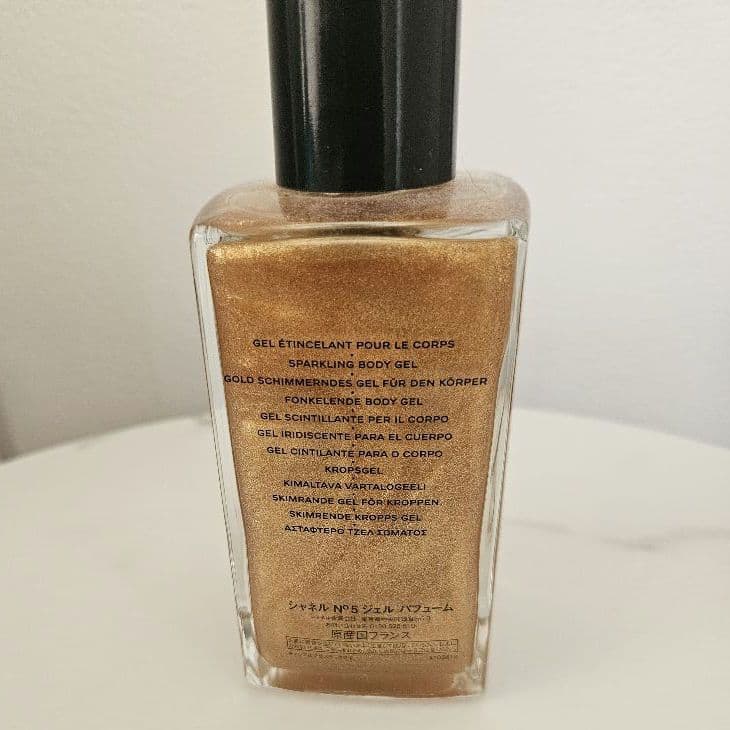 GEL ÉTINCELANT POUR LE CORPS
SPARKLING BODY GEL
GOLD SCHIMMERNDES GEL FÜR DEN KÖRPER
FONKELENDE BODY GEL
GEL SCINTILLANTE PER IL CORPO
GEL IRIDISCENTE PARA EL CUERPO
GEL CINTILANTE PARA O CORPO
KROPSGEL
KIMALTAVA VARTALOGEELI
SKIMRANDE GEL FÖR KROPPEN
SKIMRENDE KROPPS GEL
ΑΣΤΑΦΤΕΡΟ ΤΖΕΛ ΣΩΜΑΤΟΣ
シャネル Nº5 ジェル パフューム
原産国フランス